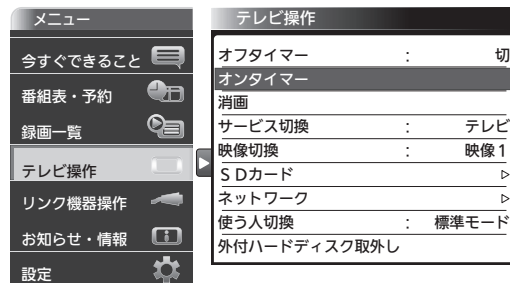 メニュー
今すぐできること
番組表・予約
録画一覧
テレビ操作
リンク機器操作
お知らせ・情報
設定
テレビ操作
オフタイマー : 切
オンタイマー
消画
サービス切換 : テレビ
映像切換 : 映像1
SDカード
ネットワーク
使う人切換 : 標準モード
外付ハードディスク取外し